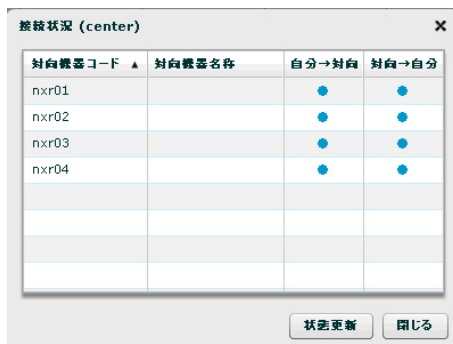 接続状況 (center)
対向機器コード ▲ 対向機器名称 自分→対向 対向→自分
nxr01 ● ●
nxr02 ● ●
nxr03 ● ●
nxr04 ● ●
状態更新 閉じる